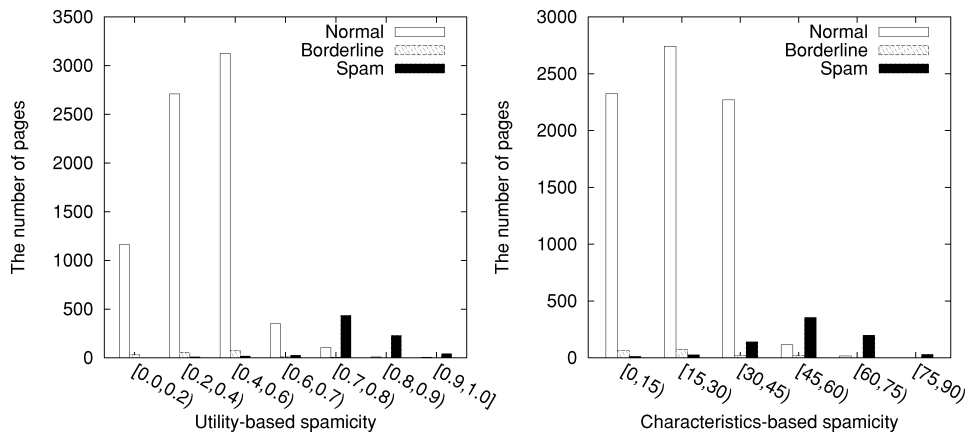 3500
3000
2500
2000
1500
1000
500
0
The number of pages
Normal
Borderline
Spam
[0.0,0.2)
[0.2,0.4)
[0.4,0.6)
[0.6,0.7)
[0.7,0.8)
[0.8,0.9)
[0.9,1.0]
Utility-based spamicity
3000
2500
2000
1500
1000
500
0
The number of pages
Normal
Borderline
Spam
[0,15)
[15,30)
[30,45)
[45,60)
[60,75)
[75,90)
Characteristics-based spamicity